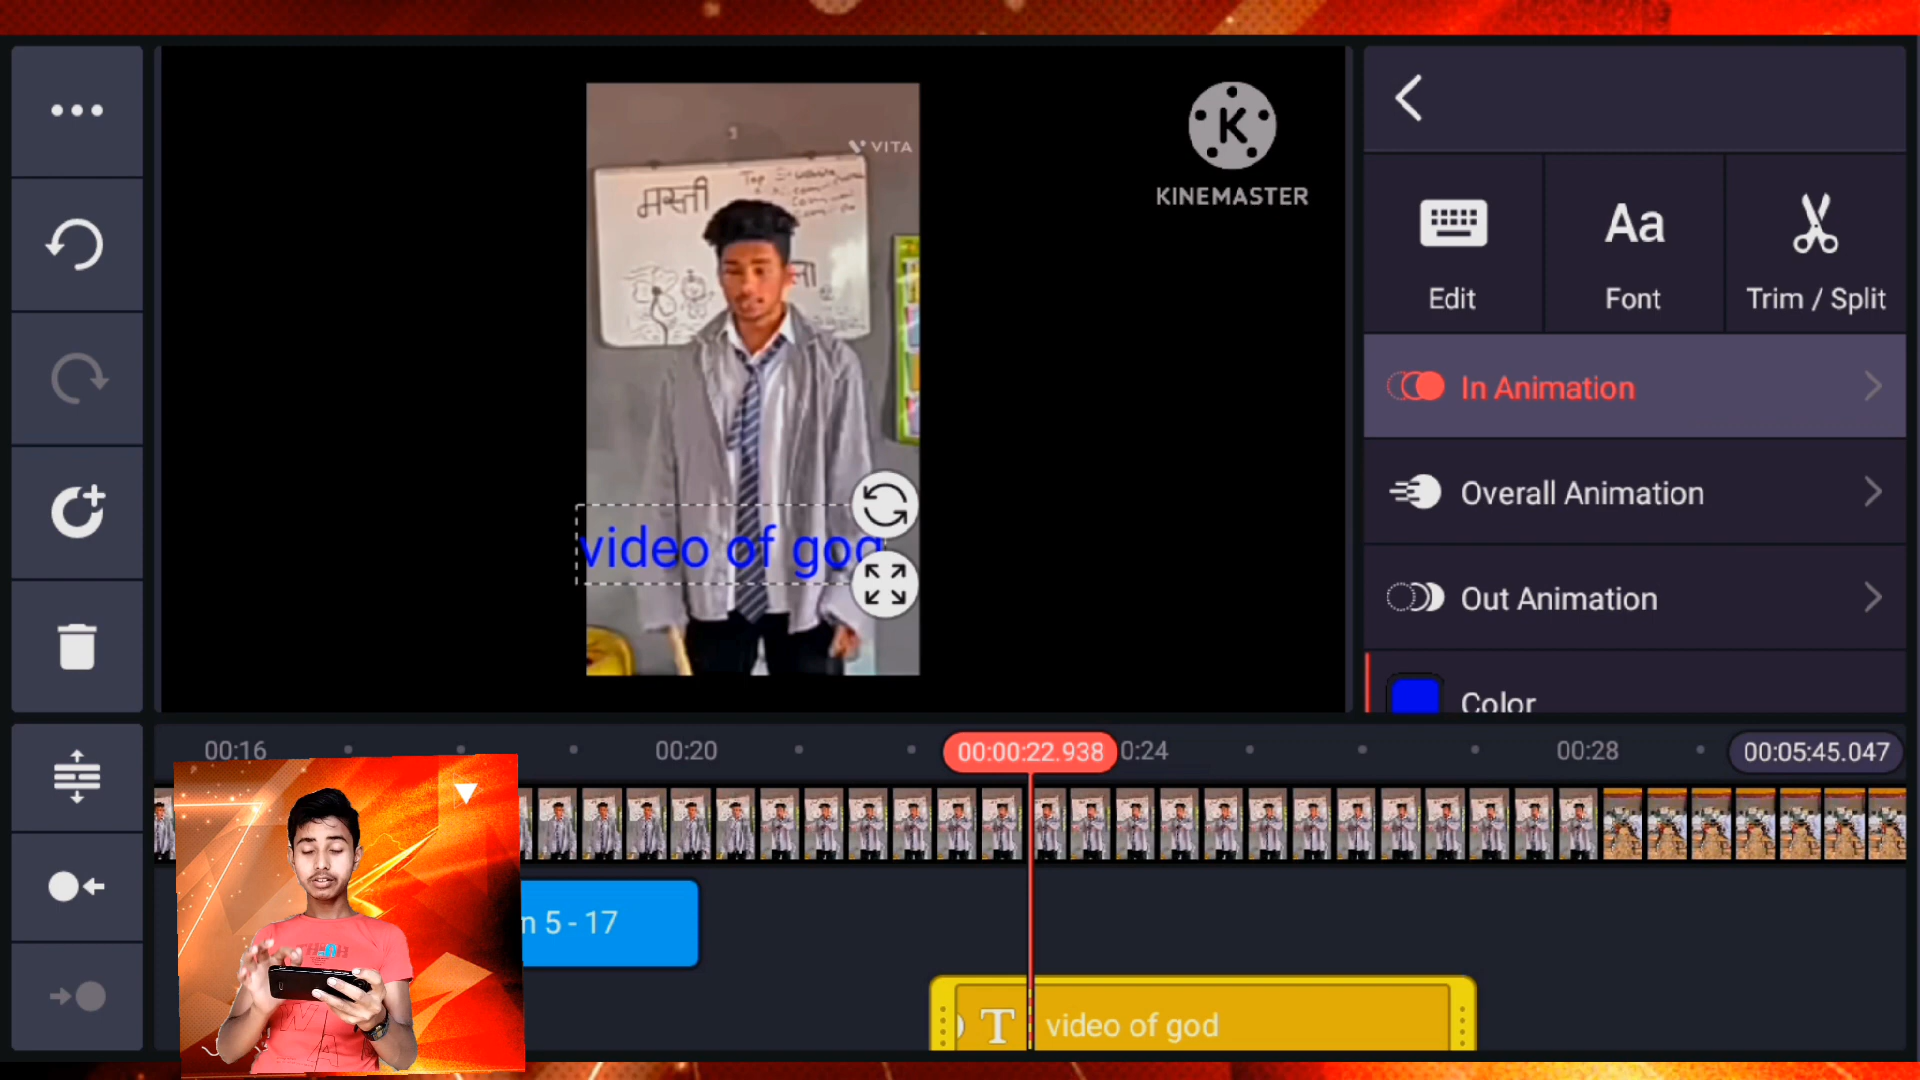 VITA
मस्ती
Top
K
KINEMASTER
video of god
Edit
Aa
Font
Trim / Split
In Animation
Overall Animation
Out Animation
Color
00:16
00:20
00:00:22.938
0:24
00:28
00:05:45.047
n 5 - 17
T
video of god